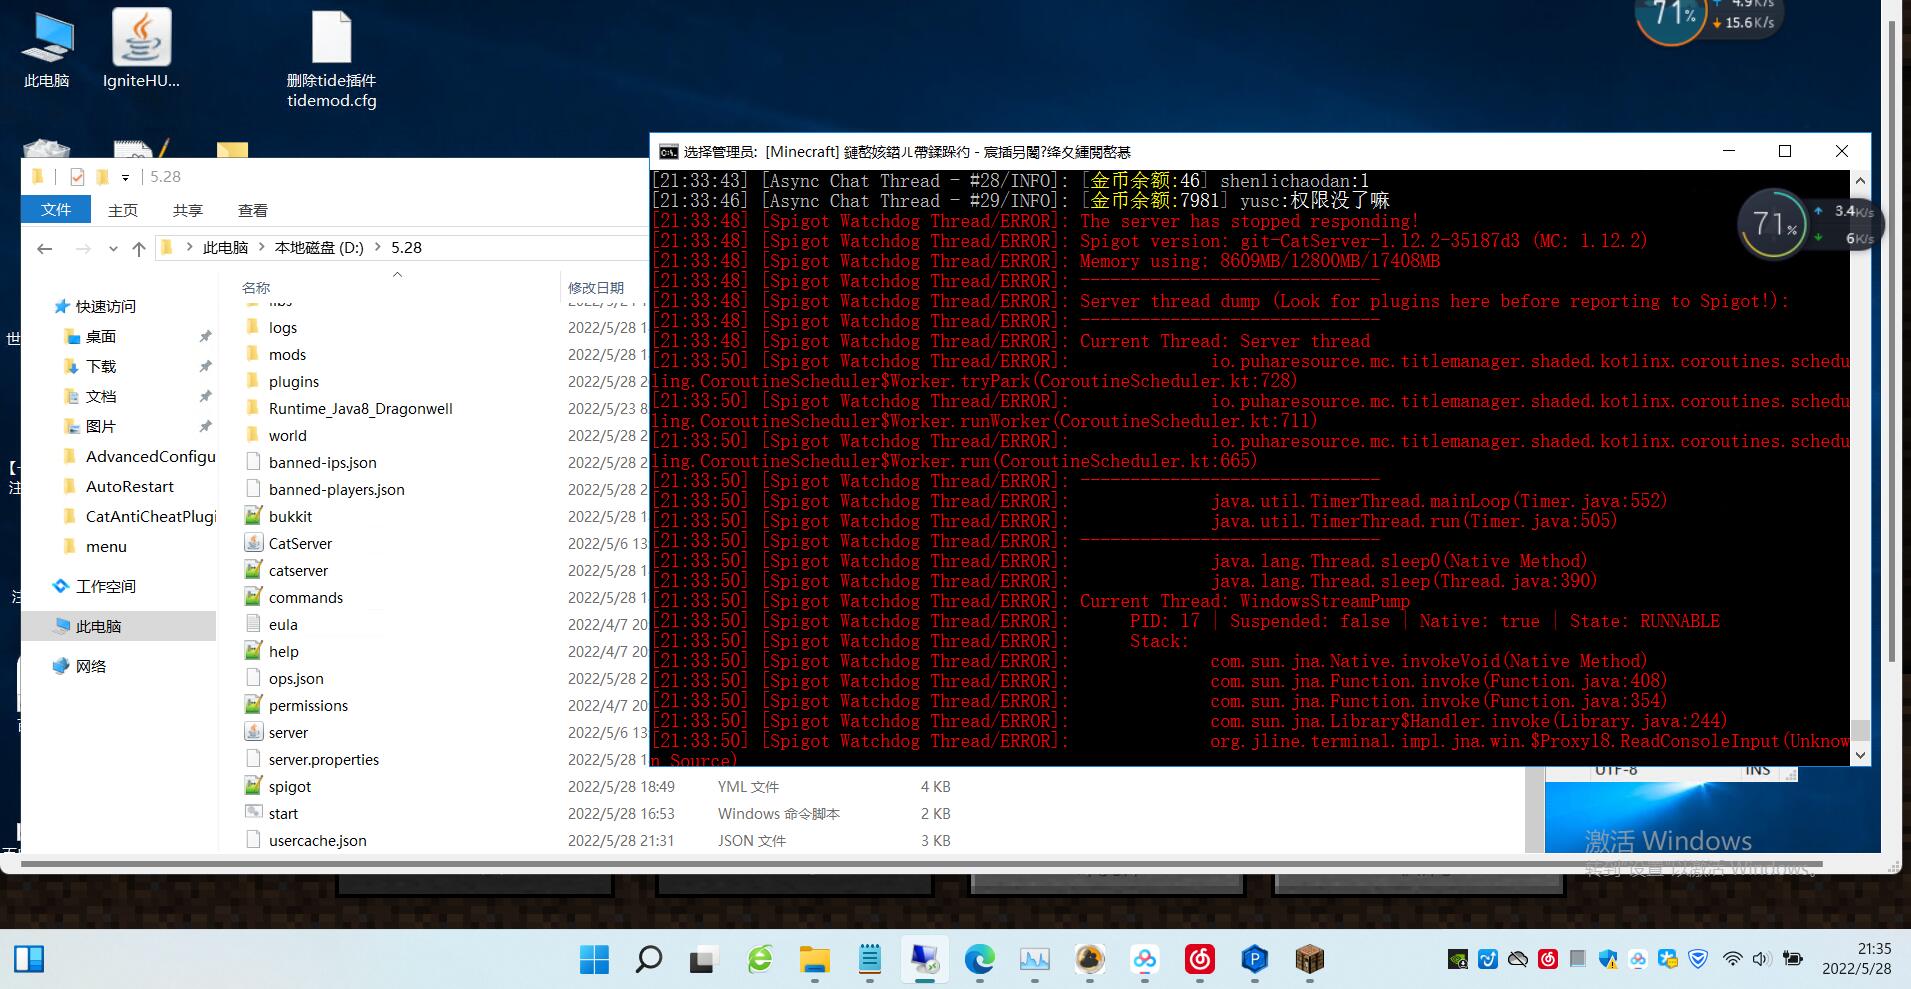 此电脑
IgniteHU...
删除tide插件
tidemod.cfg
71%
4.9K/s
15.6K/s
5.28
文件
主页
共享
查看
此电脑
本地磁盘 (D:)
5.28
名称
修改日期
快速访问
桌面
下载
文档
图片
AdvancedConfigu
AutoRestart
CatAntiCheatPlugi
menu
工作空间
此电脑
网络
libs
logs
2022/5/28 1
mods
2022/5/28 1
plugins
2022/5/28 2
Runtime_Java8_Dragonwell
2022/5/23 8
world
2022/5/28 2
banned-ips.json
2022/5/28 2
banned-players.json
2022/5/28 2
bukkit
2022/5/28 1
CatServer
2022/5/6 13
catserver
2022/5/28 1
commands
2022/5/28 1
eula
2022/4/7 20
help
2022/4/7 20
ops.json
2022/5/28 2
permissions
2022/4/7 20
server
2022/5/6 13
server.properties
2022/5/28 1
spigot
2022/5/28 18:49
YML 文件
4 KB
start
2022/5/28 16:53
Windows 命令脚本
2 KB
usercache.json
2022/5/28 21:31
JSON 文件
3 KB
选择管理员: [Minecraft]
[21:33:43] [Async Chat Thread - #28/INFO]: [金币余额:46] shenlichaodan:1
[21:33:46] [Async Chat Thread - #29/INFO]: [金币余额:7981] yusc:权限没了嘛
[21:33:48] [Spigot Watchdog Thread/ERROR]: The server has stopped responding!
[21:33:48] [Spigot Watchdog Thread/ERROR]: Spigot version: git-CatServer-1.12.2-35187d3 (MC: 1.12.2)
[21:33:48] [Spigot Watchdog Thread/ERROR]: Memory using: 8609MB/12800MB/17408MB
[21:33:48] [Spigot Watchdog Thread/ERROR]: ------------------------------
[21:33:48] [Spigot Watchdog Thread/ERROR]: Server thread dump (Look for plugins here before reporting to Spigot!):
[21:33:48] [Spigot Watchdog Thread/ERROR]: ------------------------------
[21:33:48] [Spigot Watchdog Thread/ERROR]: Current Thread: Server thread
[21:33:50] [Spigot Watchdog Thread/ERROR]: io.puharesource.mc.titlemanager.shaded.kotlinx.coroutines.schedu
ling.CoroutineScheduler$Worker.tryPark(CoroutineScheduler.kt:728)
[21:33:50] [Spigot Watchdog Thread/ERROR]: io.puharesource.mc.titlemanager.shaded.kotlinx.coroutines.schedu
ling.CoroutineScheduler$Worker.runWorker(CoroutineScheduler.kt:711)
[21:33:50] [Spigot Watchdog Thread/ERROR]: io.puharesource.mc.titlemanager.shaded.kotlinx.coroutines.schedu
ling.CoroutineScheduler$Worker.run(CoroutineScheduler.kt:665)
[21:33:50] [Spigot Watchdog Thread/ERROR]: ------------------------------
[21:33:50] [Spigot Watchdog Thread/ERROR]: java.util.TimerThread.mainLoop(Timer.java:552)
[21:33:50] [Spigot Watchdog Thread/ERROR]: java.util.TimerThread.run(Timer.java:505)
[21:33:50] [Spigot Watchdog Thread/ERROR]: ------------------------------
[21:33:50] [Spigot Watchdog Thread/ERROR]: java.lang.Thread.sleep0(Native Method)
[21:33:50] [Spigot Watchdog Thread/ERROR]: java.lang.Thread.sleep(Thread.java:390)
[21:33:50] [Spigot Watchdog Thread/ERROR]: Current Thread: WindowsStreamPump
[21:33:50] [Spigot Watchdog Thread/ERROR]: PID: 17 | Suspended: false | Native: true | State: RUNNABLE
[21:33:50] [Spigot Watchdog Thread/ERROR]: Stack:
[21:33:50] [Spigot Watchdog Thread/ERROR]: com.sun.jna.Native.invokeVoid(Native Method)
[21:33:50] [Spigot Watchdog Thread/ERROR]: com.sun.jna.Function.invoke(Function.java:408)
[21:33:50] [Spigot Watchdog Thread/ERROR]: com.sun.jna.Function.invoke(Function.java:354)
[21:33:50] [Spigot Watchdog Thread/ERROR]: com.sun.jna.Library$Handler.invoke(Library.java:244)
[21:33:50] [Spigot Watchdog Thread/ERROR]: org.jline.terminal.impl.jna.win.$Proxy18.ReadConsoleInput(Unknow
n Source)
71%
3.4K/s
6K/s
UTF-8
INS
激活 Windows
转到"设置"以激活 Windows。
21:35
2022/5/28